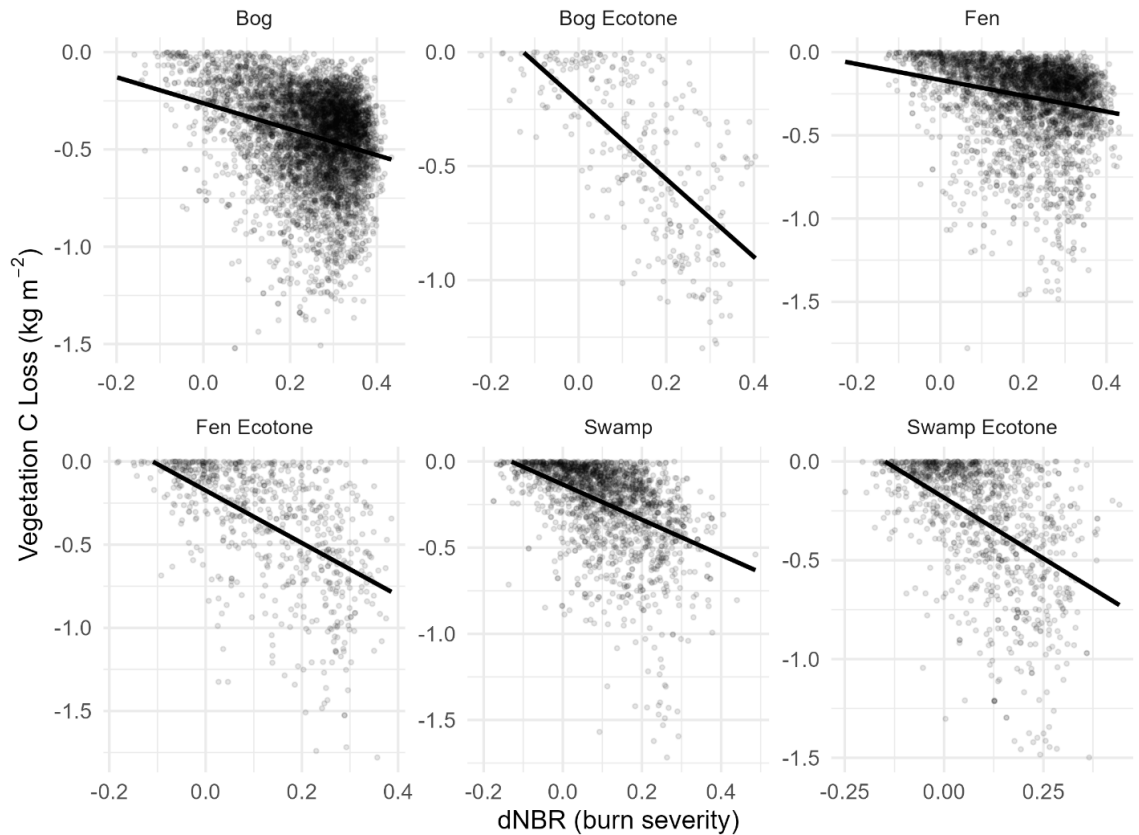 Bog
Bog Ecotone
Fen
0.0
-0.5
-1.0
-1.5
0.0
-0.5
-1.0
0.0
-0.5
-1.0
-1.5
-0.2 0.0 0.2 0.4
-0.2 0.0 0.2 0.4
-0.2 0.0 0.2 0.4
Vegetation C Loss (kg m⁻²)
Fen Ecotone
Swamp
Swamp Ecotone
0.0
-0.5
-1.0
-1.5
0.0
-0.5
-1.0
-1.5
0.0
-0.5
-1.0
-1.5
-0.2 0.0 0.2 0.4
-0.2 0.0 0.2 0.4
-0.25 0.00 0.25
dNBR (burn severity)